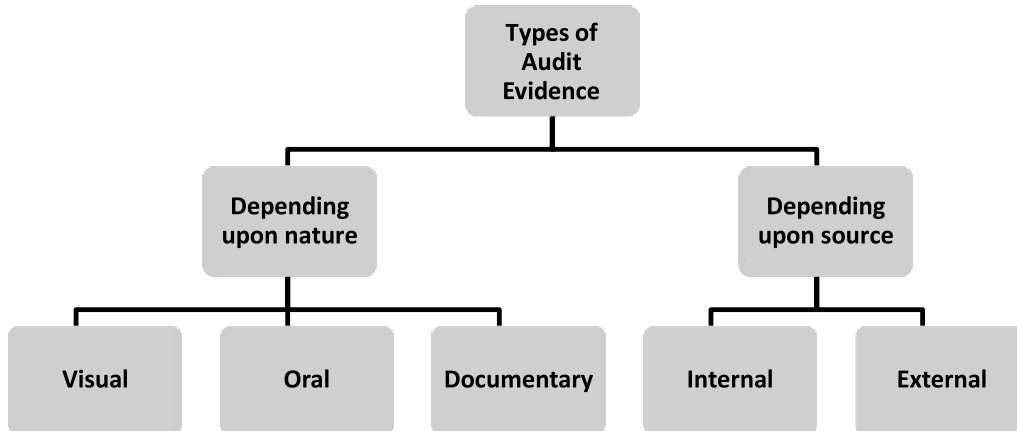 Types of
Audit
Evidence
Depending
upon nature
Depending
upon source
Visual
Oral
Documentary
Internal
External